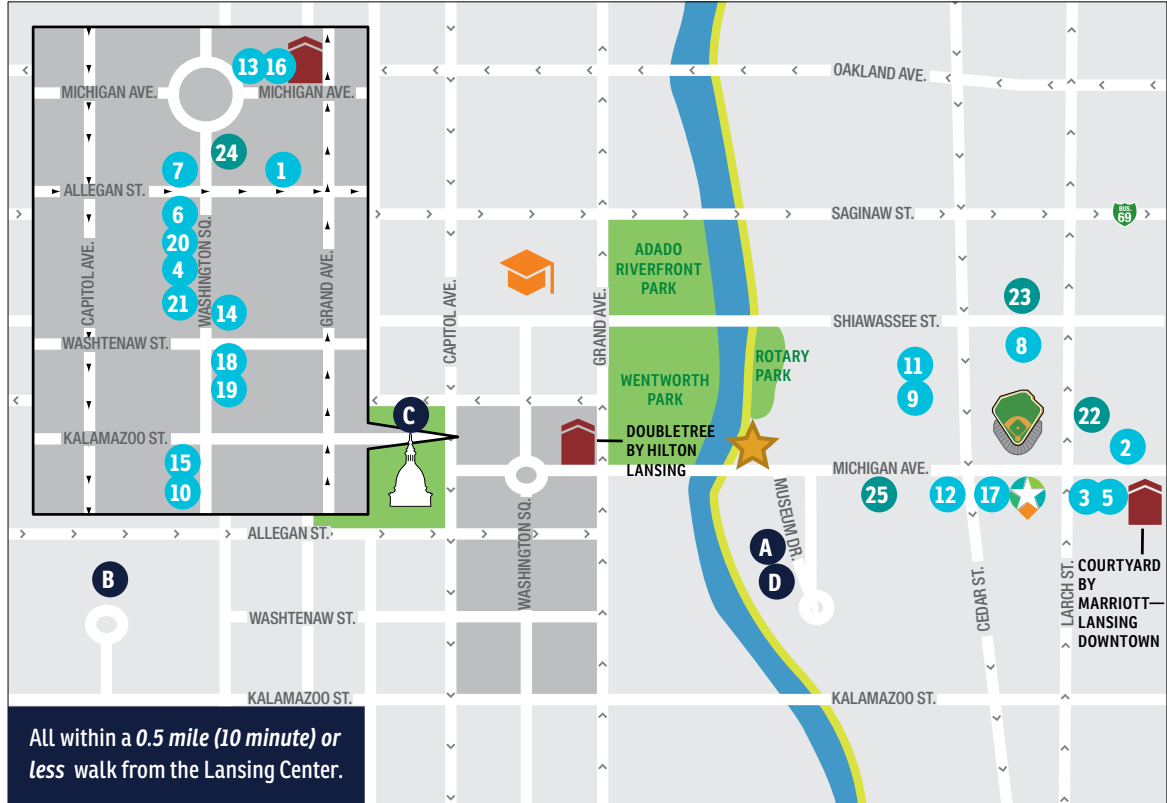 OAKLAND AVE.
13 16
MICHIGAN AVE. MICHIGAN AVE.
24
7 1
ALLEGAN ST.
6
20
4
21
14
WASHTENAW ST.
18
19
KALAMAZOO ST.
15
10
CAPITOL AVE.
WASHINGTON SQ.
GRAND AVE.
SAGINAW ST.
BUS.
69
ADADO
RIVERFRONT
PARK
CAPITOL AVE.
GRAND AVE.
SHIAWASSEE ST.
23
8
11
9
ROTARY
PARK
WENTWORTH
PARK
C
DOUBLETREE
BY HILTON
LANSING
22
2
MICHIGAN AVE.
25 12 17 3 5
MUSEUM DR.
A
D
ALLEGAN ST.
WASHINGTON SQ.
B
CEDAR ST.
LARCH ST.
COURTYARD
BY
MARRIOTT—
LANSING
DOWNTOWN
WASHTENAW ST.
KALAMAZOO ST.
KALAMAZOO ST.
All within a 0.5 mile (10 minute) or
less walk from the Lansing Center.